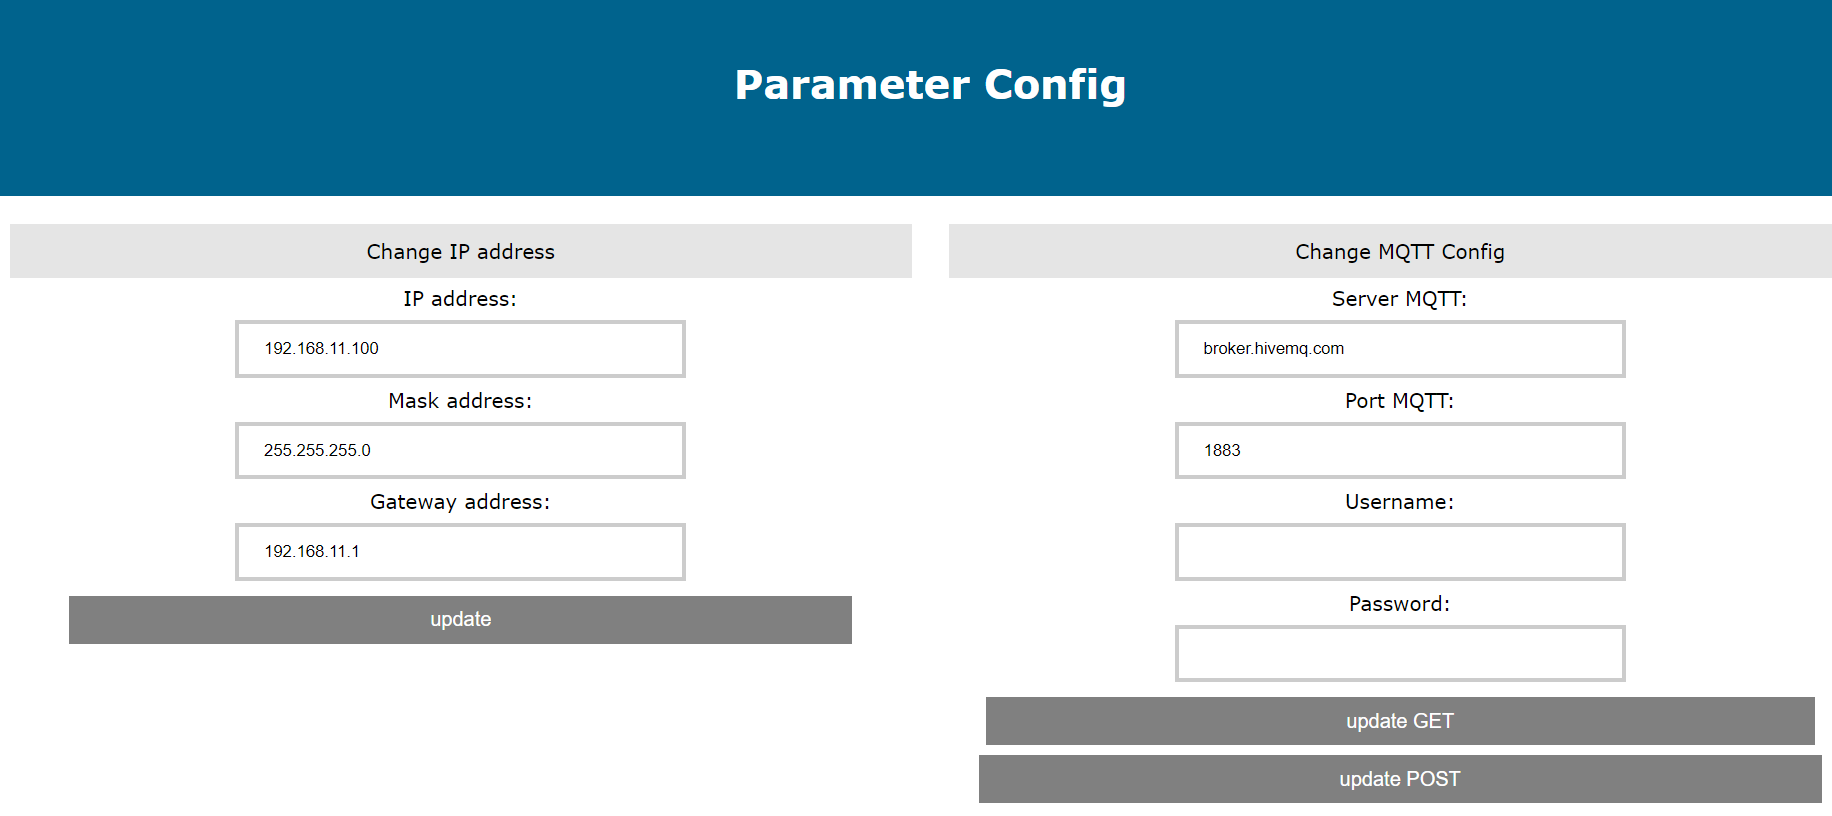 Parameter Config
Change IP address
IP address:
192.168.11.100
Mask address:
255.255.255.0
Gateway address:
192.168.11.1
update
Change MQTT Config
Server MQTT:
broker.hivemq.com
Port MQTT:
1883
Username:
Password:
update GET
update POST